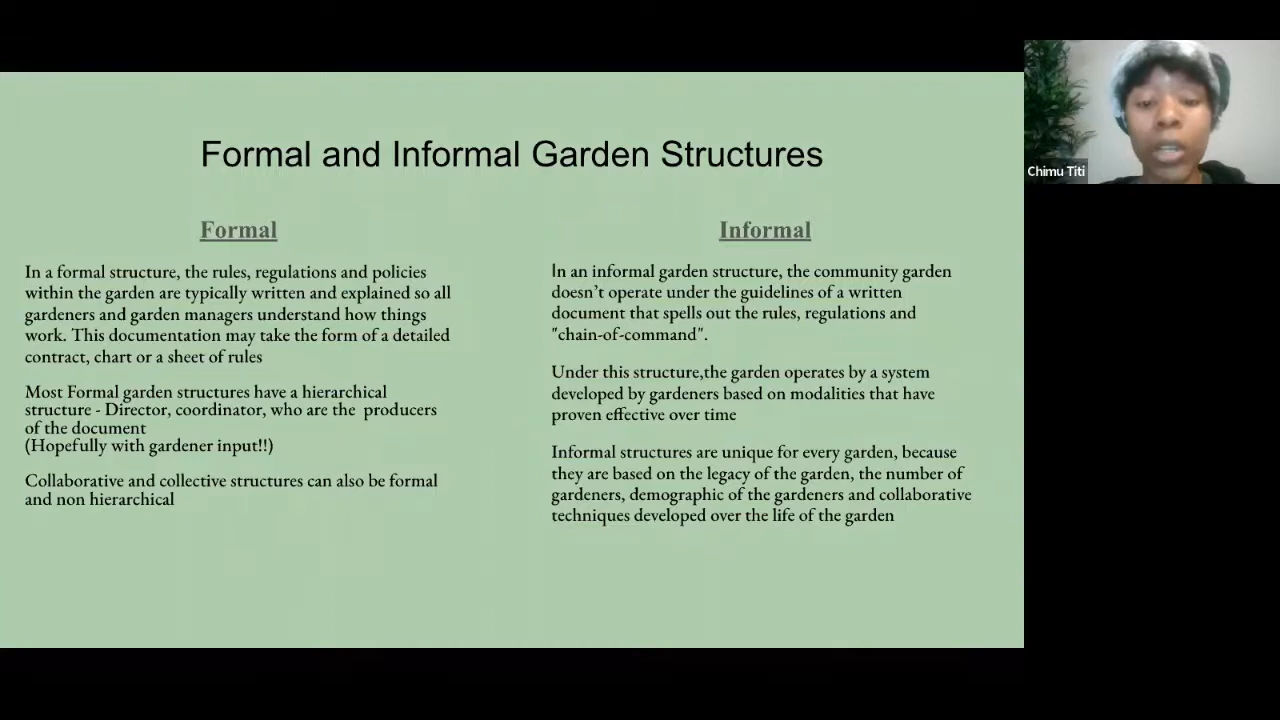 Formal and Informal Garden Structures
Formal
In a formal structure, the rules, regulations and policies
within the garden are typically written and explained so all
gardeners and garden managers understand how things
work. This documentation may take the form of a detailed
contract, chart or a sheet of rules
Most Formal garden structures have a hierarchical
structure - Director, coordinator, who are the  producers
of the document
(Hopefully with gardener input!!)
Collaborative and collective structures can also be formal
and non hierarchical
Informal
In an informal garden structure, the community garden
doesn’t operate under the guidelines of a written
document that spells out the rules, regulations and
"chain-of-command".
Under this structure,the garden operates by a system
developed by gardeners based on modalities that have
proven effective over time
Informal structures are unique for every garden, because
they are based on the legacy of the garden, the number of
gardeners, demographic of the gardeners and collaborative
techniques developed over the life of the garden
Chimu Titi